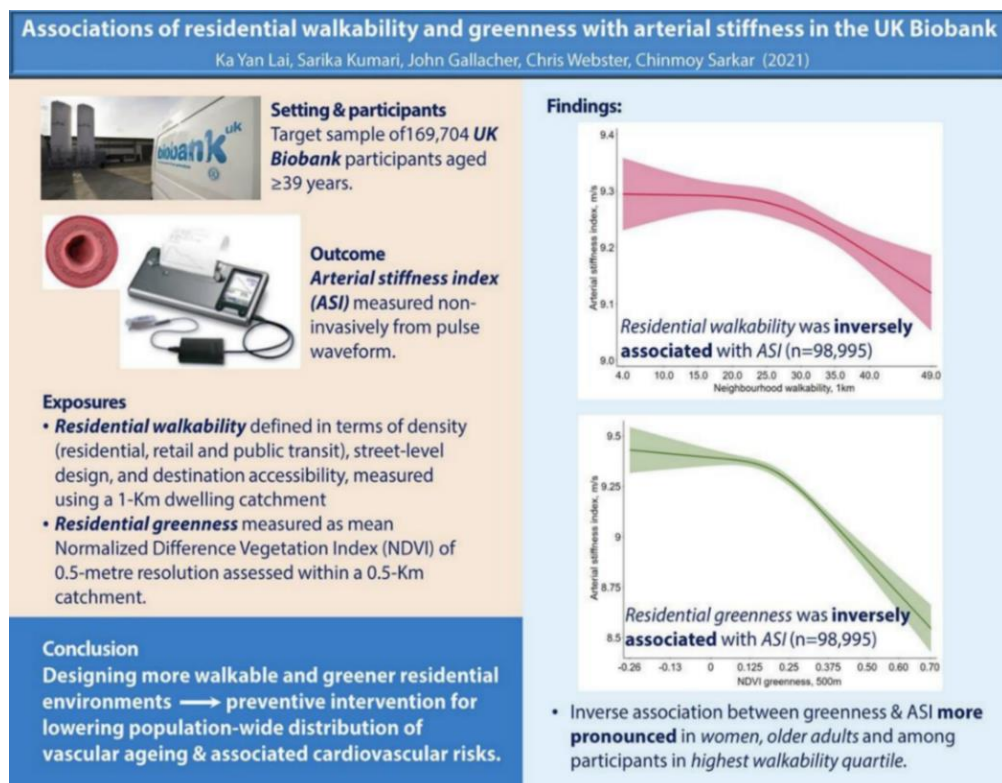 Associations of residential walkability and greenness with arterial stiffness in the UK Biobank
Ka Yan Lai, Sarika Kumari, John Gallacher, Chris Webster, Chinmoy Sarkar (2021)
biobank uk
Setting & participants
Target sample of169,704 UK
Biobank participants aged
≥39 years.
Outcome
Arterial stiffness index
(ASI) measured non-
invasively from pulse
waveform.
Exposures
• Residential walkability defined in terms of density
(residential, retail and public transit), street-level
design, and destination accessibility, measured
using a 1-Km dwelling catchment
• Residential greenness measured as mean
Normalized Difference Vegetation Index (NDVI) of
0.5-metre resolution assessed within a 0.5-Km
catchment.
Conclusion
Designing more walkable and greener residential
environments → preventive intervention for
lowering population-wide distribution of
vascular ageing & associated cardiovascular risks.
Findings:
Arterial stiffness index, m/s
9.4
9.3
9.2
9.1
9.0
Residential walkability was inversely
associated with ASI (n=98,995)
4.0 10.0 15.0 20.0 25.0 30.0 35.0 40.0 49.0
Neighbourhood walkability, 1km
Arterial stiffness index, m/s
9.5
9.25
9
8.75
8.5
Residential greenness was inversely
associated with ASI (n=98,995)
-0.26 -0.13 0 0.125 0.25 0.375 0.50 0.60 0.70
NDVI greenness, 500m
• Inverse association between greenness & ASI more
pronounced in women, older adults and among
participants in highest walkability quartile.